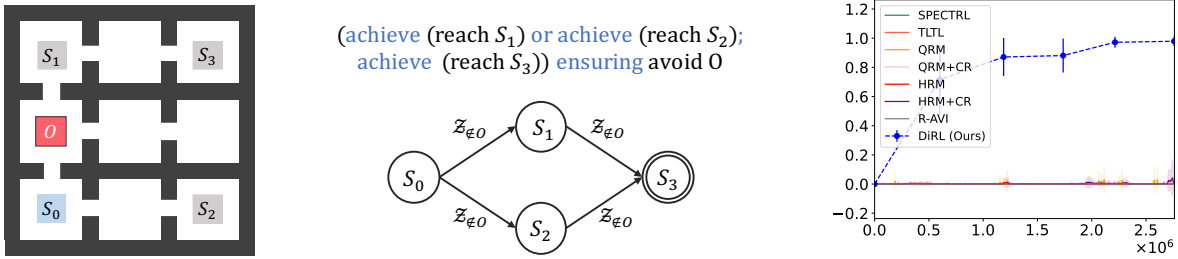 S₁
S₃
O
S₀
S₂
(achieve (reach S₁) or achieve (reach S₂);
achieve (reach S₃)) ensuring avoid O
𝒵∉O
S₁
𝒵∉O
S₀
S₃
𝒵∉O
S₂
𝒵∉O
1.2
1.0
0.8
0.6
0.4
0.2
0.0
−0.2
SPECTRL
TLTL
QRM
QRM+CR
HRM
HRM+CR
R-AVI
DiRL (Ours)
0.0 0.5 1.0 1.5 2.0 2.5
×10⁶